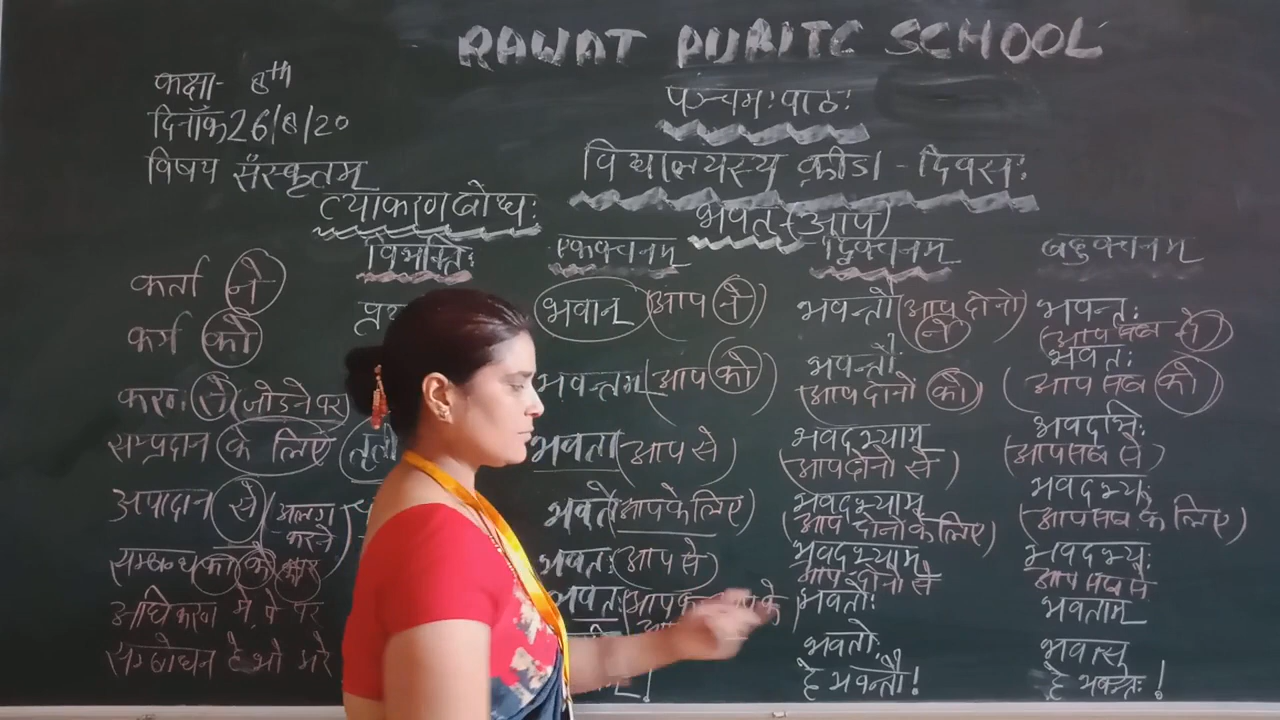 RAWAT PUBLIC SCHOOL
कक्षा- 8th
दिनाँक 26/8/20
विषय संस्कृतम्
पञ्चमः पाठः
विद्यालयस्य क्रीडा - दिवसः
व्याकरण बोधः
भवत् - (आप)
विभक्तिः एकवचनम् द्विवचनम् बहुवचनम्
कर्ता ने भवान् (आप ने) भवन्तौ (आप दोनो ने) भवन्तः (आप सब ने)
कर्म को भवन्तम् (आप को) भवन्तौ (आप दोनो को) भवतः (आप सब को)
करण से (जोडने पर) भवता (आप से) भवद्भ्याम् (आप दोनो से) भवद्भिः (आप सब से)
सम्प्रदान के लिए भवते (आप के लिए) भवद्भ्याम् (आप दोनो के लिए) भवद्भ्यः (आप सब के लिए)
अपादान से (अलग करने) भवतः (आप से) भवद्भ्याम् आप दोनो से भवद्भ्यः आप सब से
सम्बन्ध का के भवतः भवतोः भवताम्
अधिकरण मे, पे पर भवतोः भवत्सु
सम्बोधन हे भो अरे हे भवन्तौ! हे भवन्तः!